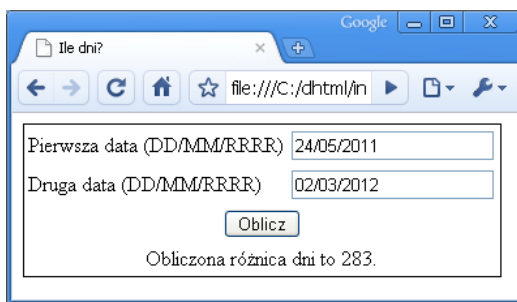 Google
Ile dni?
file:///C:/dhtml/in
Pierwsza data (DD/MM/RRRR) 24/05/2011
Druga data (DD/MM/RRRR) 02/03/2012
Oblicz
Obliczona różnica dni to 283.